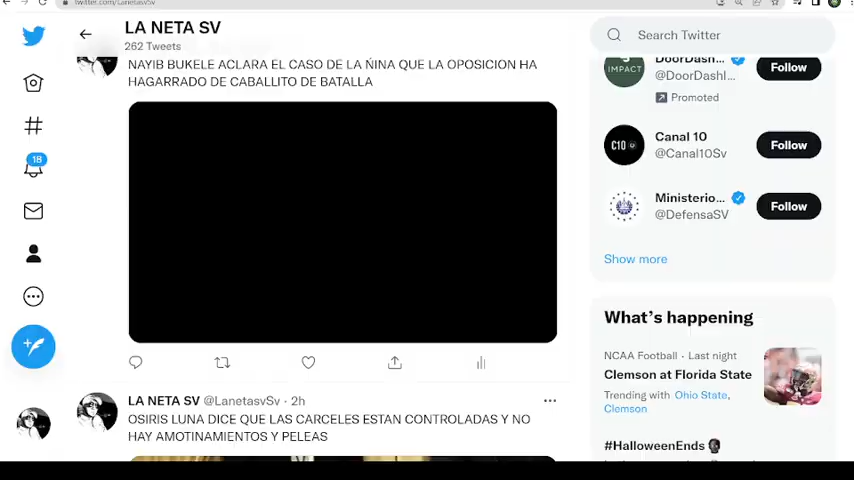 twitter.com/LanetasvSv
LA NETA SV
262 Tweets
NAYIB BUKELE ACLARA EL CASO DE LA ŃINA QUE LA OPOSICION HA
HAGARRADO DE CABALLITO DE BATALLA
18
LA NETA SV @LanetasvSv · 2h
OSIRIS LUNA DICE QUE LAS CARCELES ESTAN CONTROLADAS Y NO
HAY AMOTINAMIENTOS Y PELEAS
Search Twitter
IMPACT
DoorDash...
@DoorDashI...
Follow
Promoted
C10
Canal 10
@Canal10Sv
Follow
Ministerio...
@DefensaSV
Follow
Show more
What's happening
NCAA Football · Last night
Clemson at Florida State
Trending with Ohio State,
Clemson
#HalloweenEnds